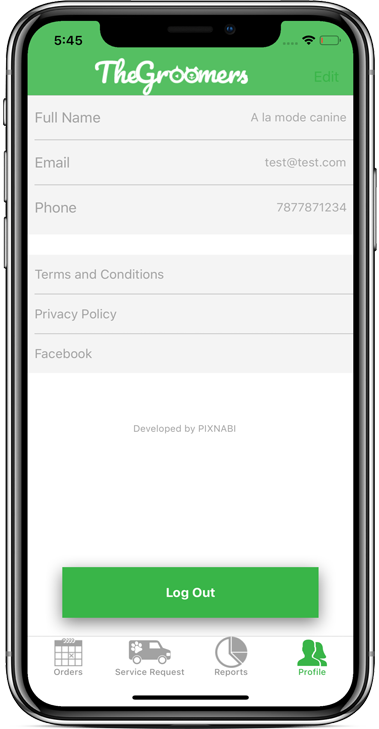 5:45
TheGroomers
Edit
Full Name A la mode canine
Email test@test.com
Phone 7877871234
Terms and Conditions
Privacy Policy
Facebook
Developed by PIXNABI
Log Out
Orders Service Request Reports Profile